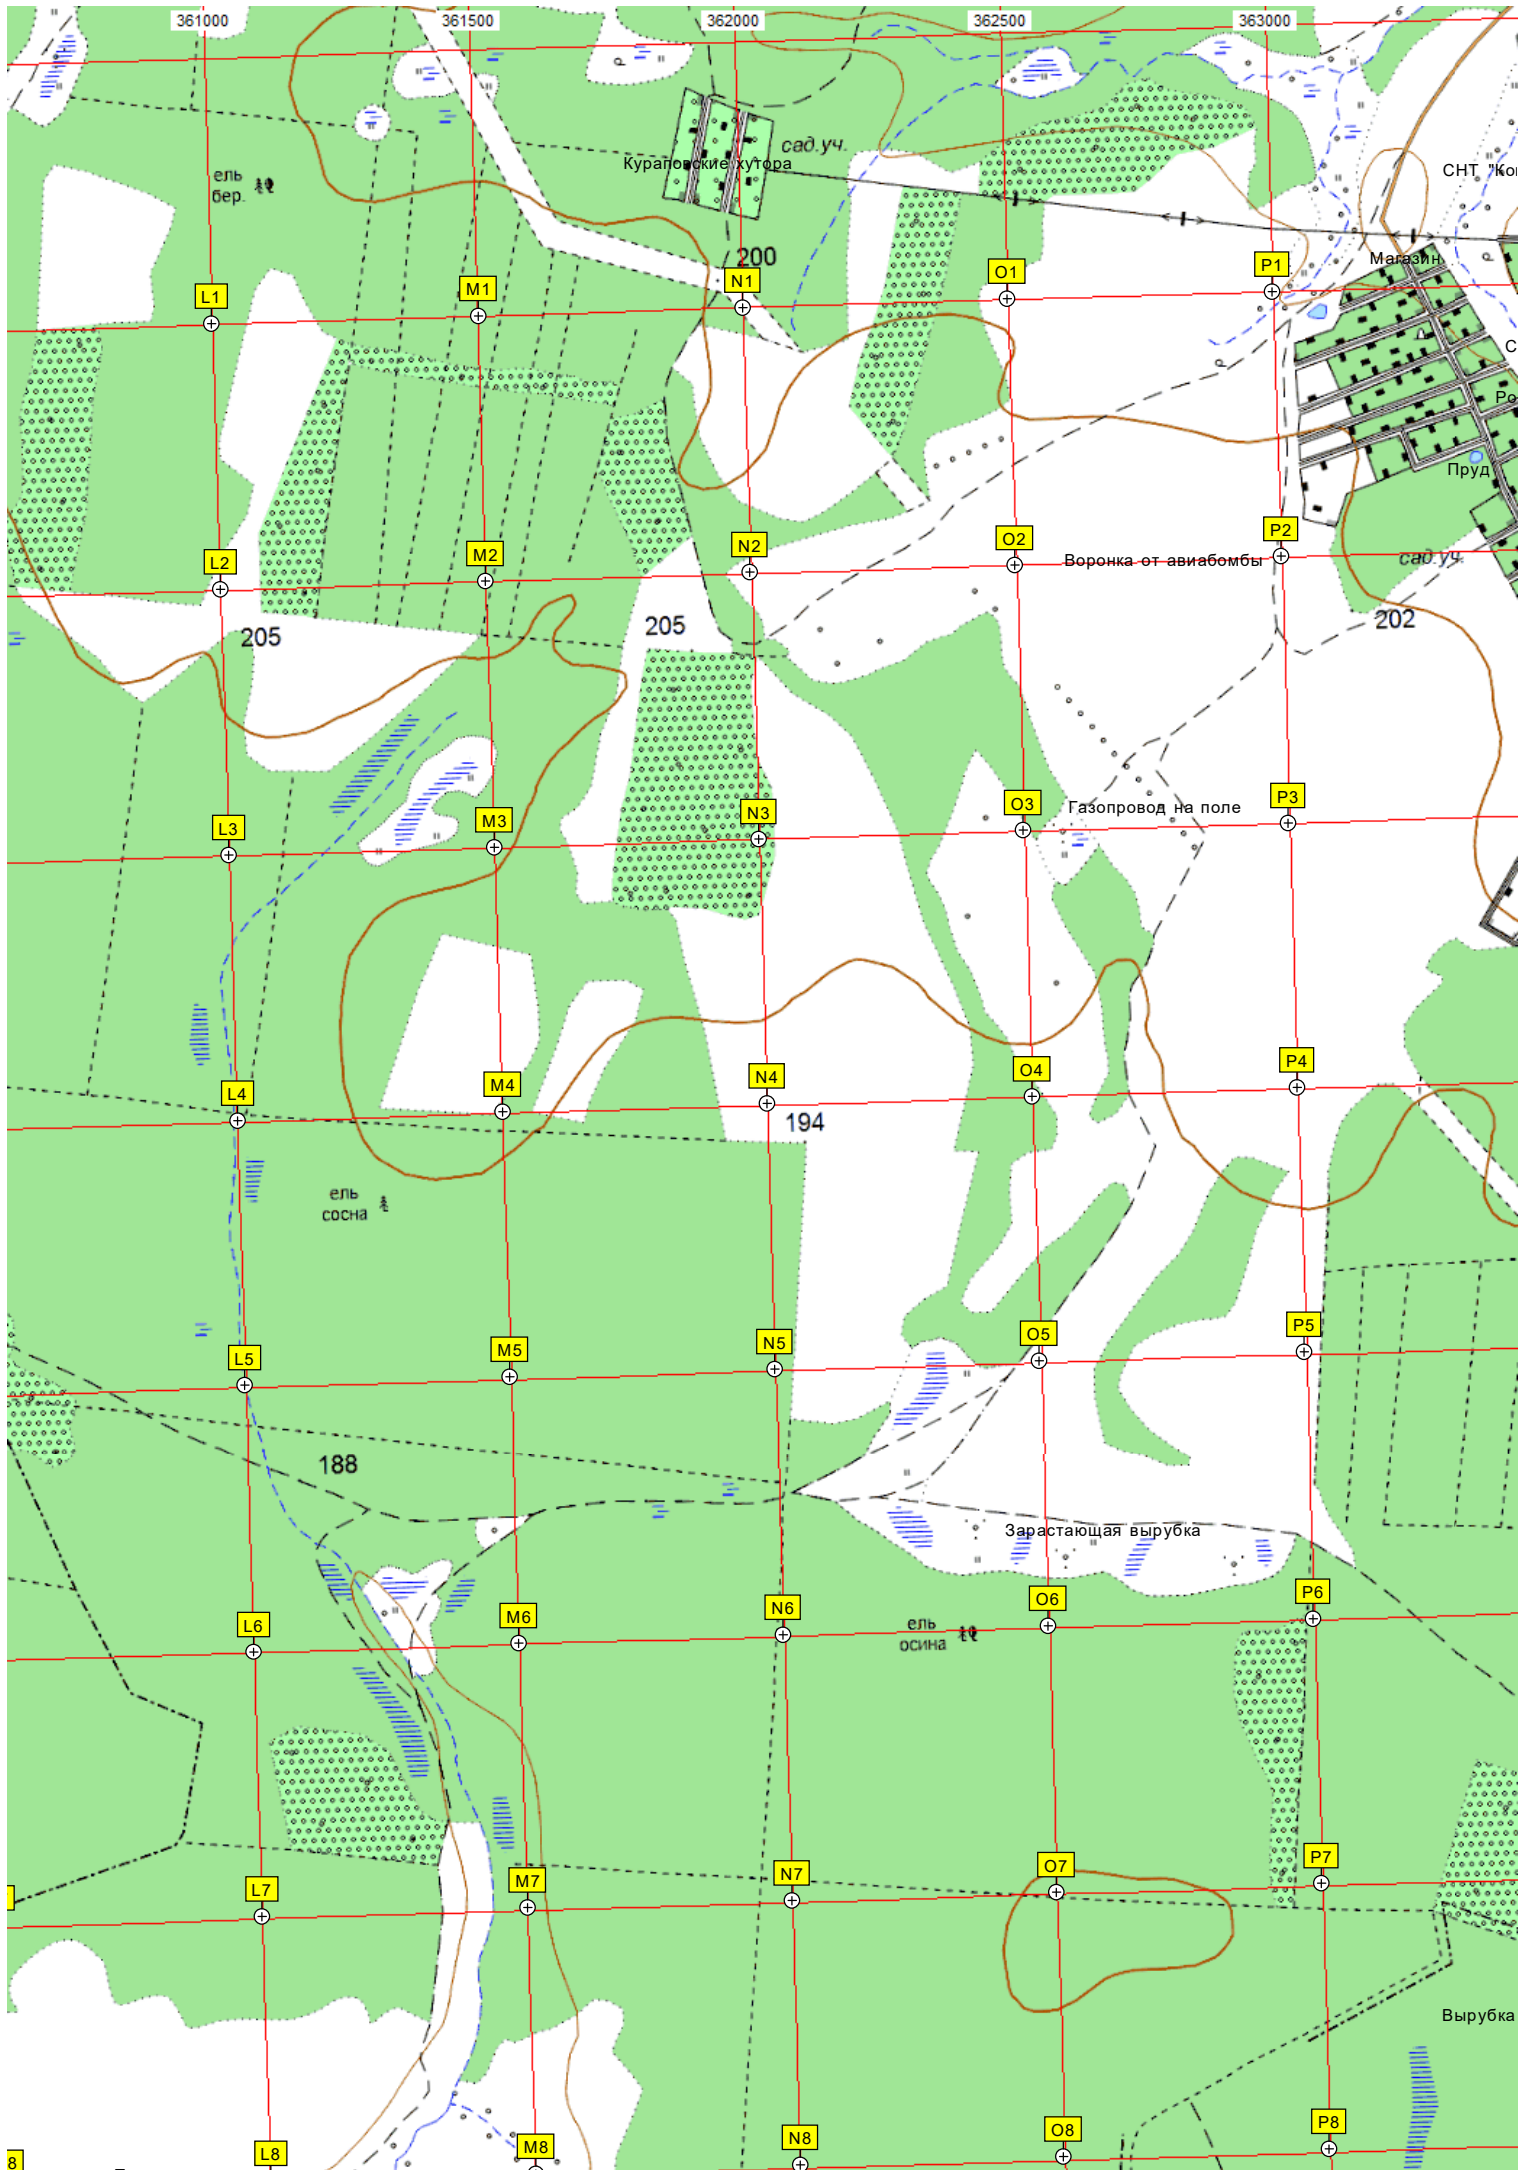 361000 361500 362000 362500 363000
сад.уч.
Кураповские хутора
СНТ "Ко
ель
бер.
200
Магазин
L1 M1 N1 O1 P1
С
Ро
Пруд
L2 M2 N2 O2 P2
Воронка от авиабомбы
сад.уч.
205 205 202
L3 M3 N3 O3 P3
Газопровод на поле
L4 M4 N4 O4 P4
194
ель
сосна
L5 M5 N5 O5 P5
188
Зарастающая вырубка
L6 M6 N6 O6 P6
ель
осина
L7 M7 N7 O7 P7
Вырубка
8 L8 M8 N8 O8 P8